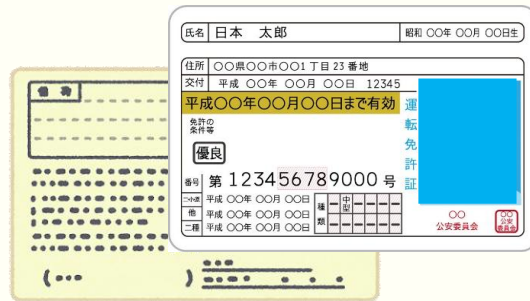 氏名 日本 太郎 昭和 〇〇年 〇〇月 〇〇日生
住所 〇〇県〇〇市〇〇1 丁目 23 番地
交付 平成 〇〇年 〇〇月 〇〇日 12345
平成〇〇年〇〇月〇〇日まで有効
免許の
条件等
優良
番号 第 123456789000 号
二・小・原 平成 〇〇年 〇〇月 〇〇日
他 平成 〇〇年 〇〇月 〇〇日
二種 平成 〇〇年 〇〇月 〇〇日
種類
中型
運転免許証
〇〇
公安委員会
〇〇
公安
委員会